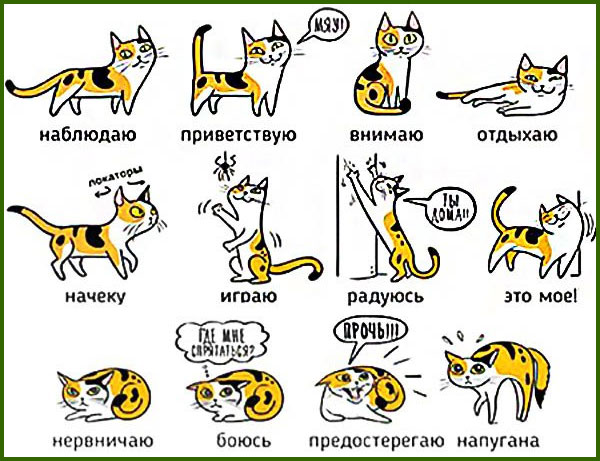 МЯУ!
наблюдаю
приветствую
внимаю
отдыхаю
локаторы
ТЫ
ДОМА!!
начеку
играю
радуюсь
это мое!
ГДЕ МНЕ
СПРЯТАТЬСЯ?
ПРОЧЬ!!!
нервничаю
боюсь
предостерегаю
напугана